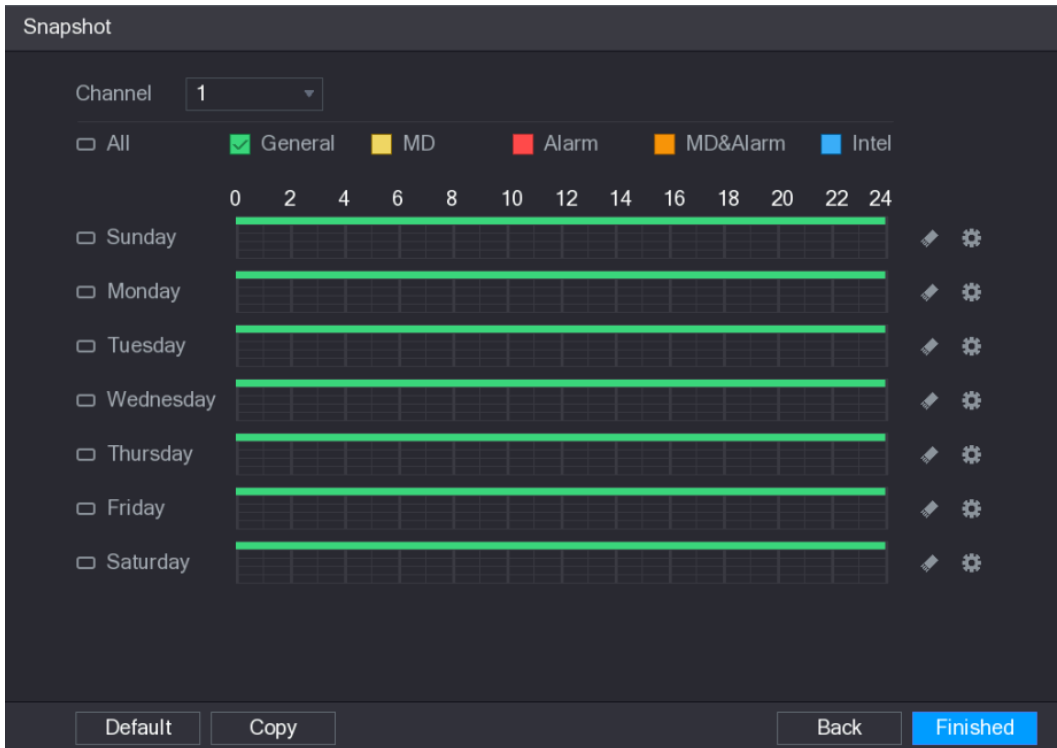 Snapshot
Channel 1
All General MD Alarm MD&Alarm Intel
0 2 4 6 8 10 12 14 16 18 20 22 24
Sunday
Monday
Tuesday
Wednesday
Thursday
Friday
Saturday
Default Copy Back Finished